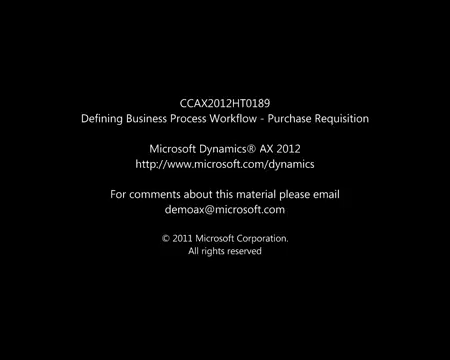 CCAX2012HT0189
Defining Business Process Workflow - Purchase Requisition
Microsoft Dynamics® AX 2012
http://www.microsoft.com/dynamics
For comments about this material please email
demoax@microsoft.com
© 2011 Microsoft Corporation.
All rights reserved